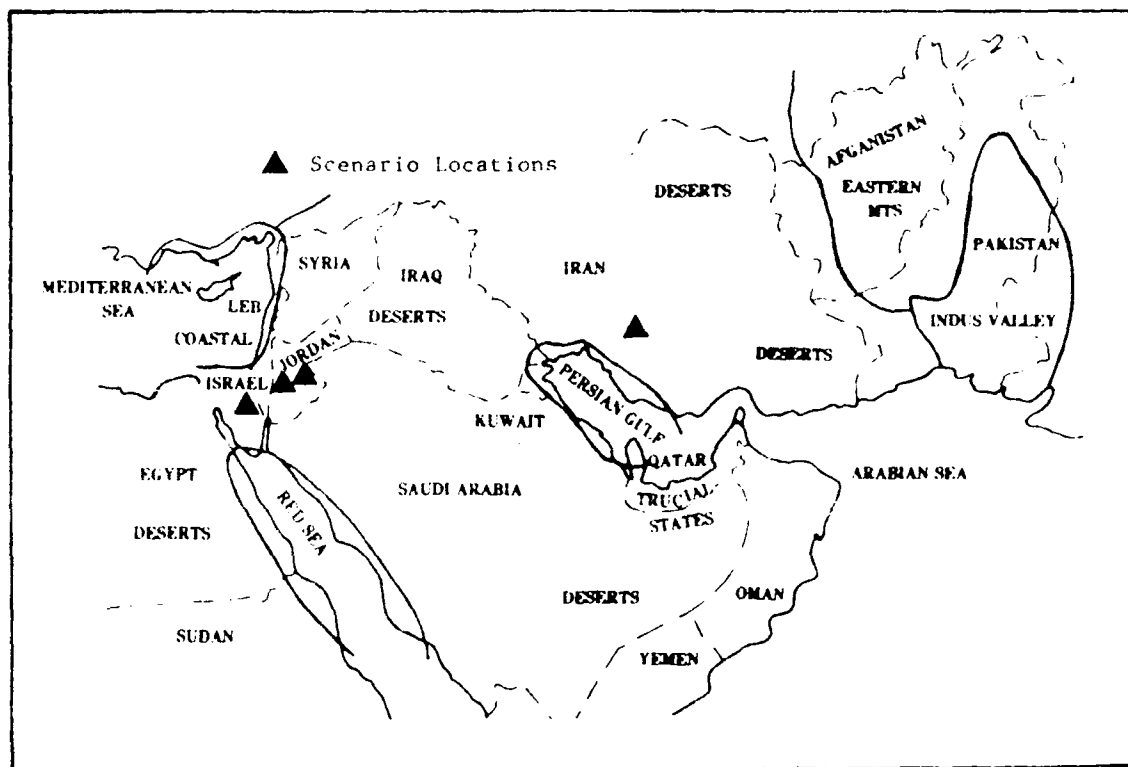 Scenario Locations
AFGANISTAN
EASTERN
MTS
DESERTS
PAKISTAN
SYRIA
IRAQ
IRAN
MEDITERRANEAN
SEA
LEB
COASTAL
DESERTS
INDUS VALLEY
JORDAN
DESERTS
ISRAEL
PERSIAN GULF
KUWAIT
QATAR
EGYPT
SAUDI ARABIA
TRUCIAL
STATES
ARABIAN SEA
RED SEA
DESERTS
DESERTS
OMAN
SUDAN
YEMEN